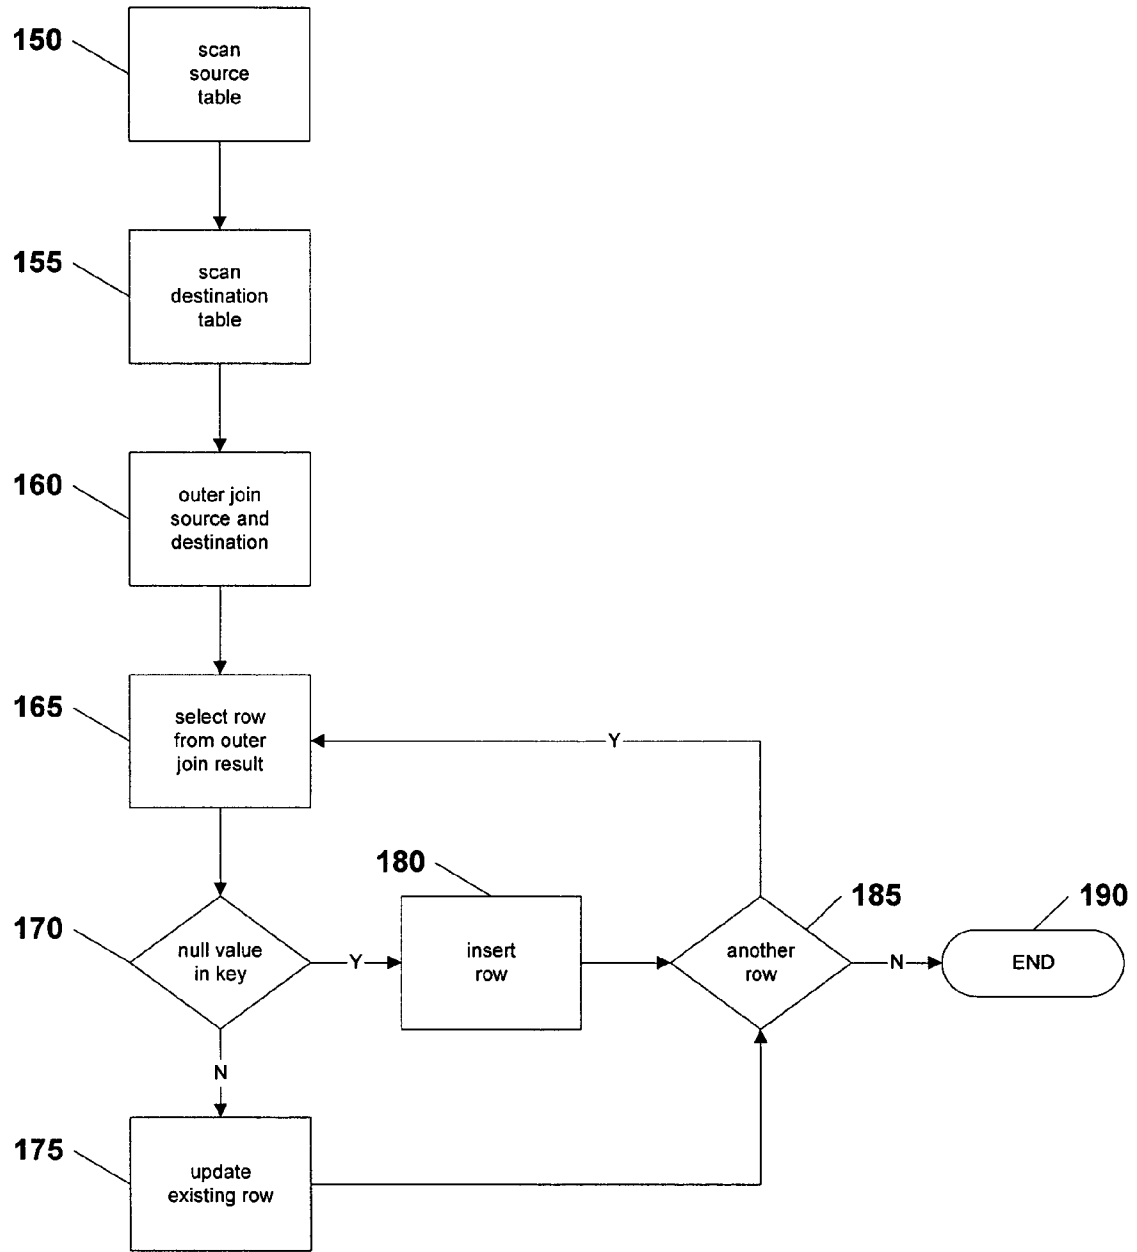 150
scan
source
table
155
scan
destination
table
160
outer join
source and
destination
165
select row
from outer
join result
Y
170
null value
in key
Y
180
insert
row
185
another
row
N
190
END
N
175
update
existing row